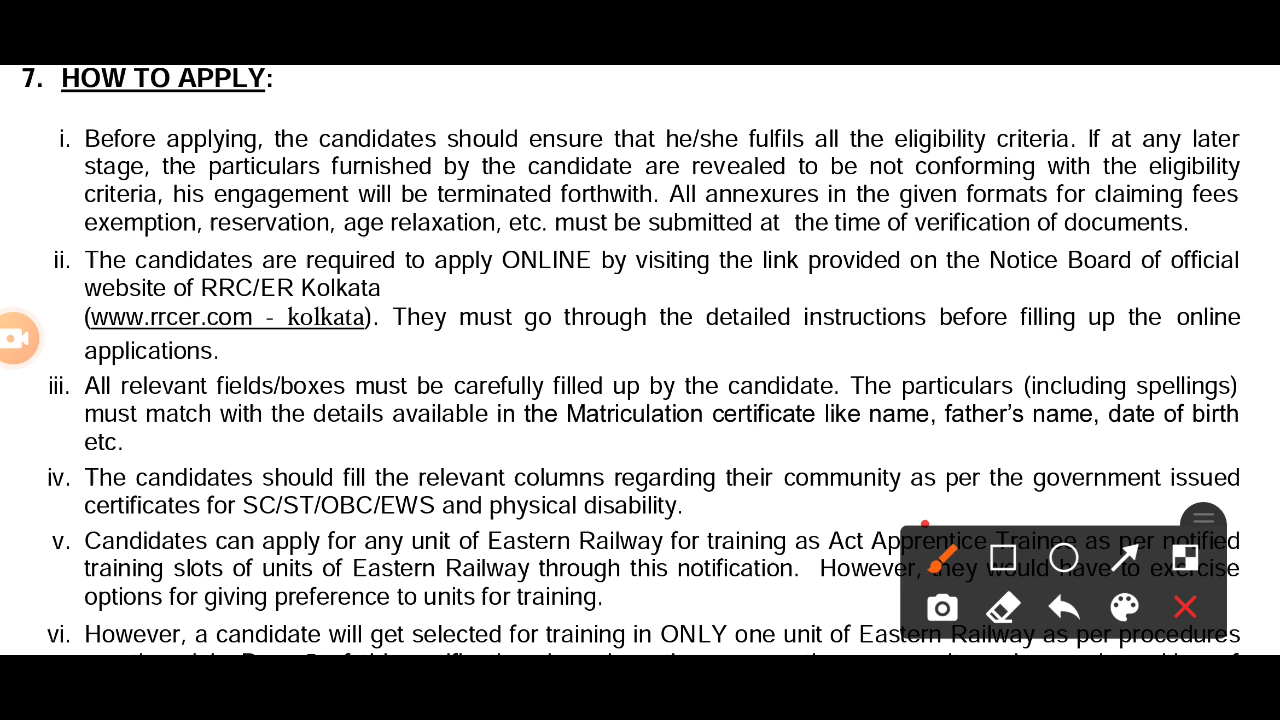 7. HOW TO APPLY:
i. Before applying, the candidates should ensure that he/she fulfils all the eligibility criteria. If at any later
stage, the particulars furnished by the candidate are revealed to be not conforming with the eligibility
criteria, his engagement will be terminated forthwith. All annexures in the given formats for claiming fees
exemption, reservation, age relaxation, etc. must be submitted at the time of verification of documents.
ii. The candidates are required to apply ONLINE by visiting the link provided on the Notice Board of official
website of RRC/ER Kolkata
(www.rrcer.com - kolkata). They must go through the detailed instructions before filling up the online
applications.
iii. All relevant fields/boxes must be carefully filled up by the candidate. The particulars (including spellings)
must match with the details available in the Matriculation certificate like name, father's name, date of birth
etc.
iv. The candidates should fill the relevant columns regarding their community as per the government issued
certificates for SC/ST/OBC/EWS and physical disability.
v. Candidates can apply for any unit of Eastern Railway for training as Act Apprentice Trainee as per notified
training slots of units of Eastern Railway through this notification. However, they would have to exercise
options for giving preference to units for training.
vi. However, a candidate will get selected for training in ONLY one unit of Eastern Railway as per procedures